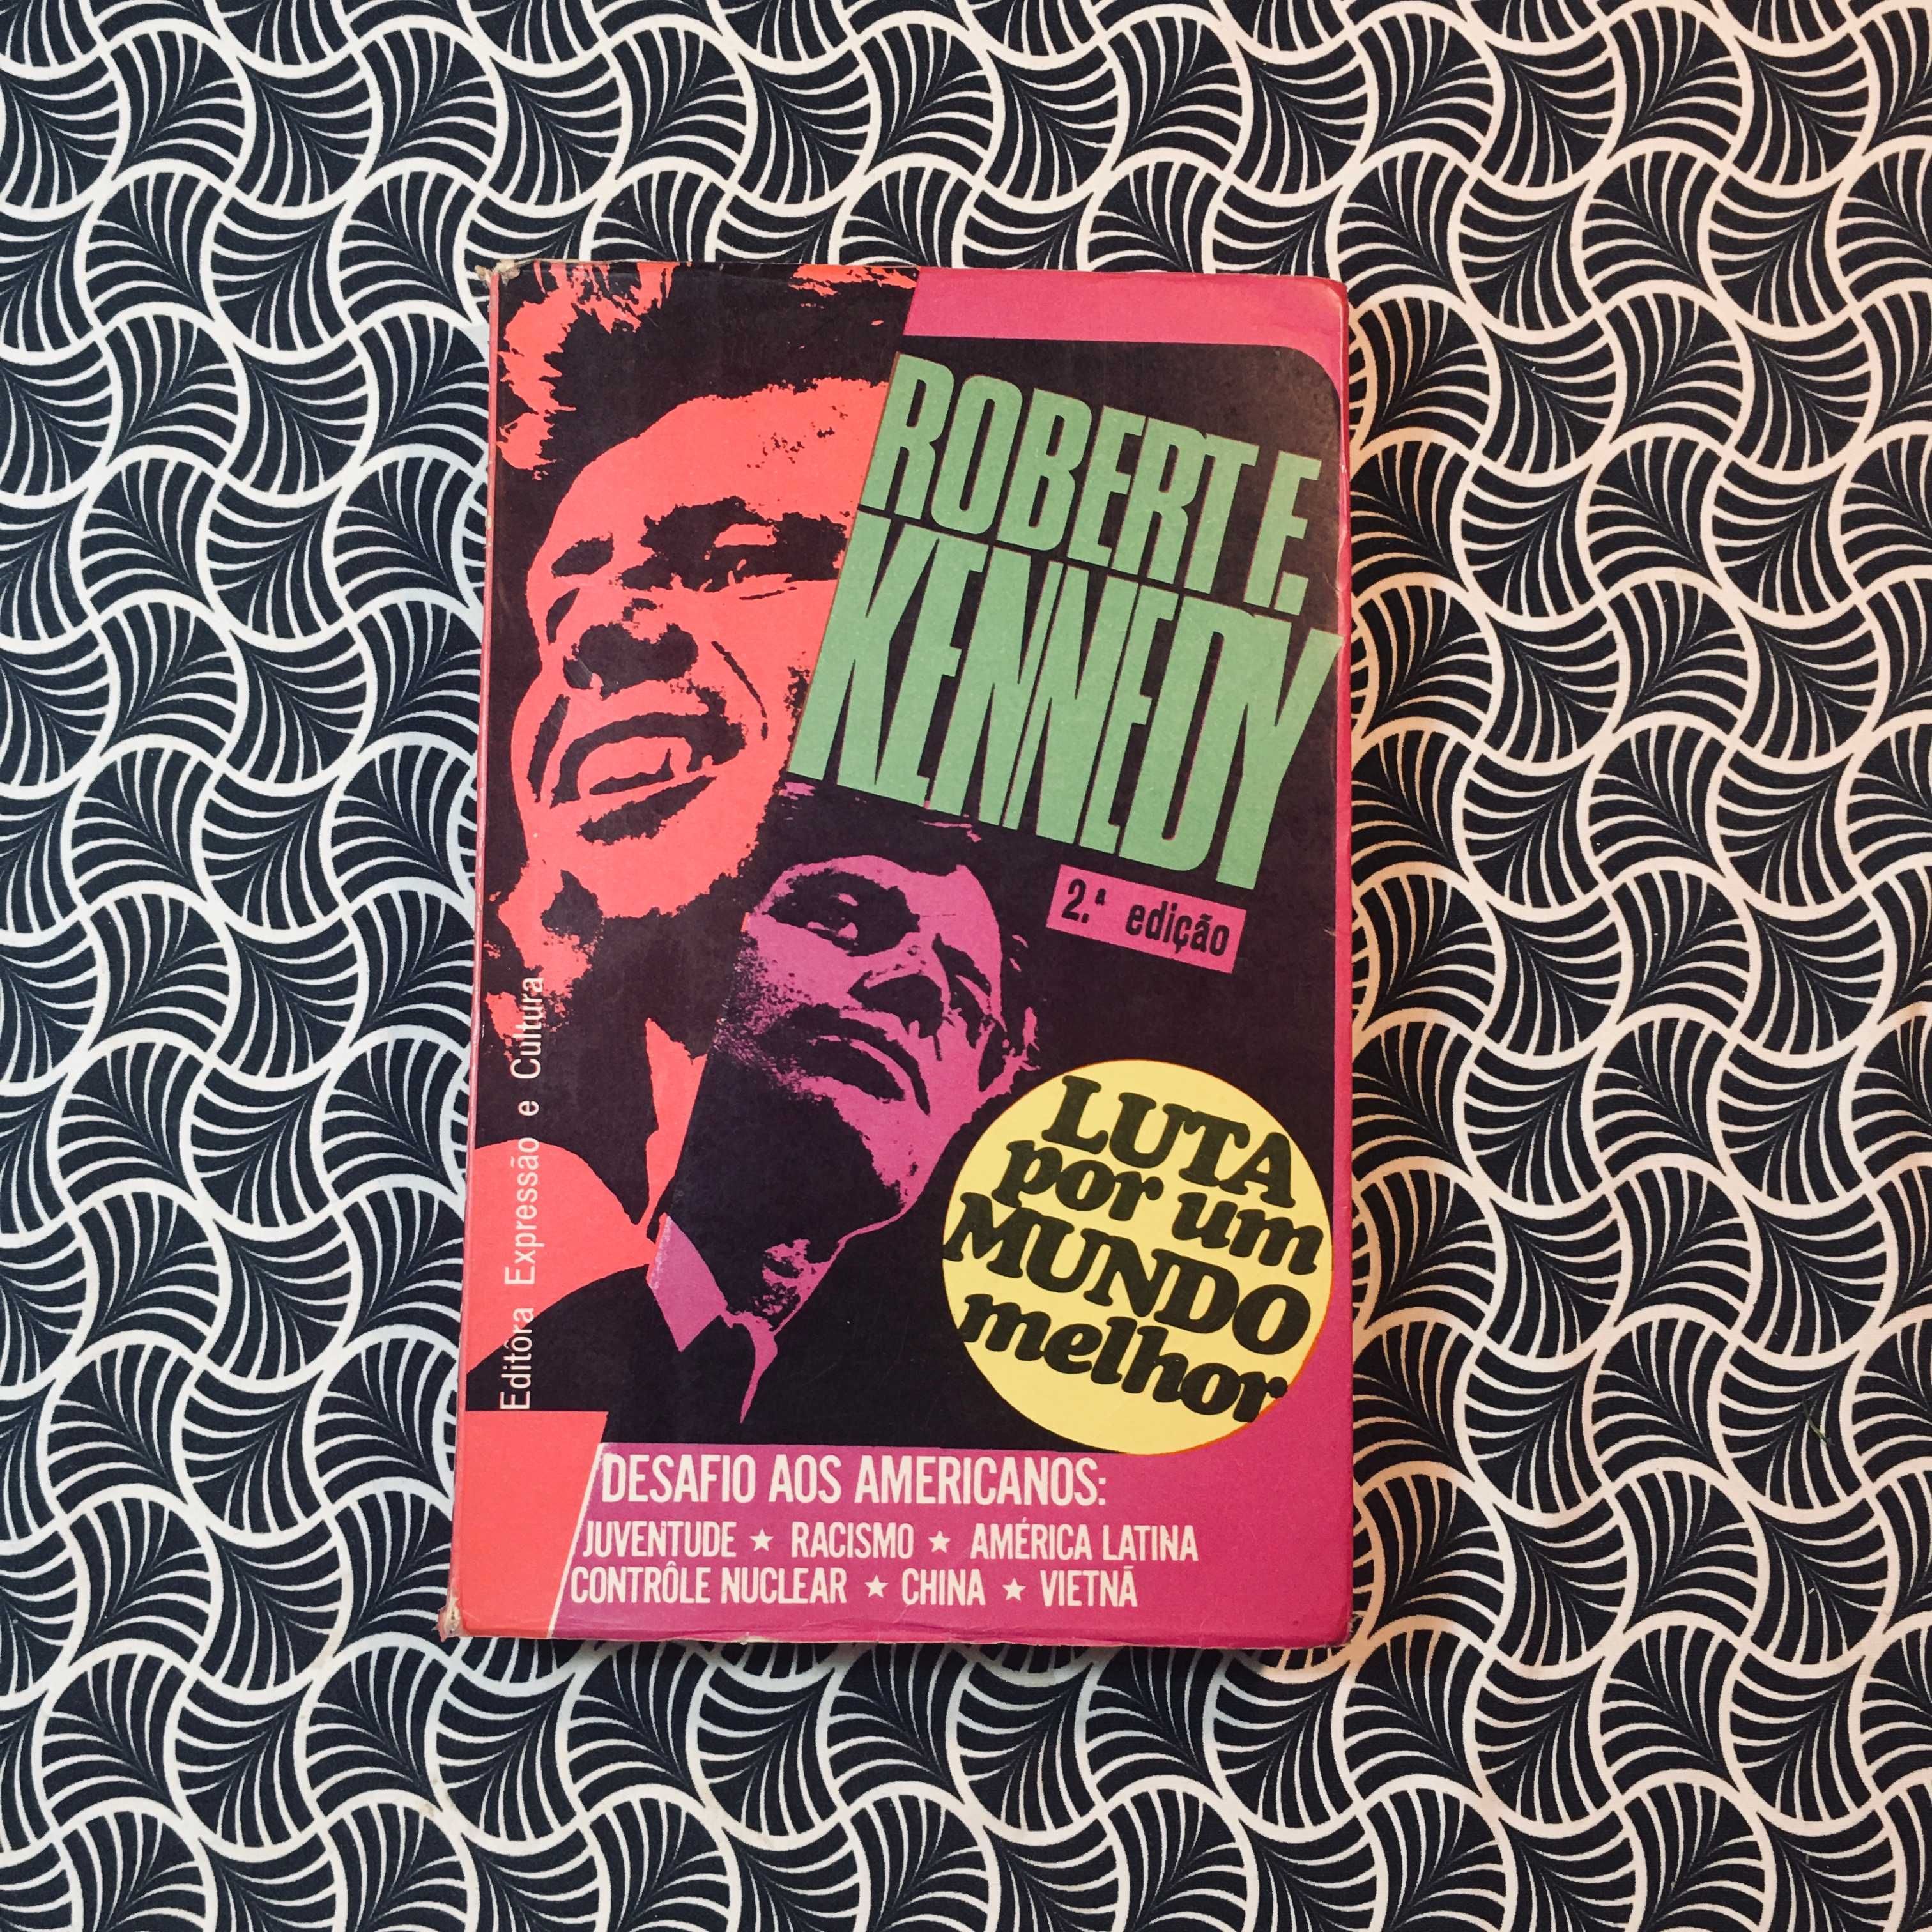 ROBERT F.
KENNEDY
2.ª edição
LUTA
por um
MUNDO
melhor
Editôra Expressão e Cultura
DESAFIO AOS AMERICANOS:
JUVENTUDE ★ RACISMO ★ AMÉRICA LATINA
CONTRÔLE NUCLEAR ★ CHINA ★ VIETNÃ